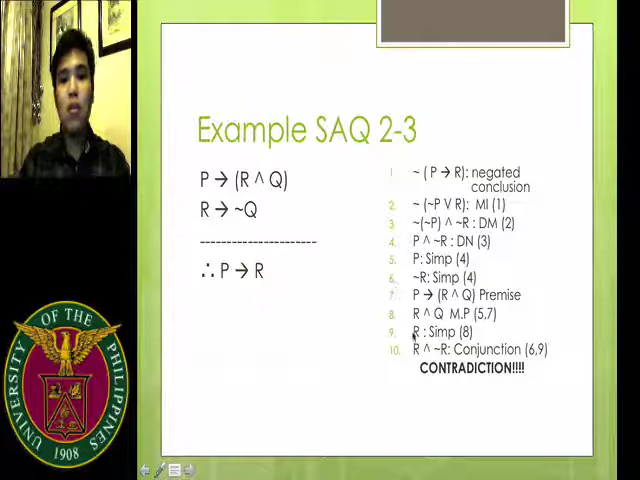 Example SAQ 2-3
P → (R ^ Q)
R → ~Q
-----------------------
∴ P → R
1. ~ ( P → R): negated
conclusion
2. ~ (~P V R): MI (1)
3. ~(~P) ^ ~R : DM (2)
4. P ^ ~R : DN (3)
5. P: Simp (4)
6. ~R: Simp (4)
7. P → (R ^ Q) Premise
8. R ^ Q M.P (5,7)
9. R : Simp (8)
10. R ^ ~R: Conjunction (6,9)
CONTRADICTION!!!!
UNIVERSITY OF THE PHILIPPINES
1908